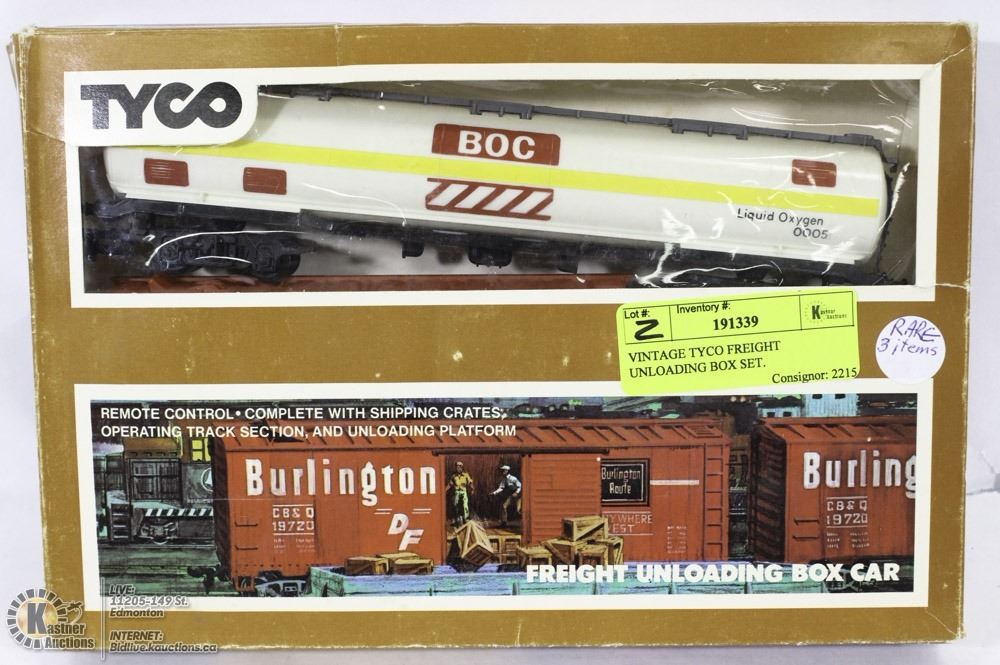 TYCO
BOC
Liquid Oxygen
0005
Lot #:
2
Inventory #:
191339
Kastner
Auctions
VINTAGE TYCO FREIGHT
UNLOADING BOX SET.
Consignor: 2215
RARE
3 items
REMOTE CONTROL • COMPLETE WITH SHIPPING CRATES,
OPERATING TRACK SECTION, AND UNLOADING PLATFORM
Burlington
CB&Q
19720
DF
Burlington
Route
WHERE
EST
Burling
CB&Q
19720
FREIGHT UNLOADING BOX CAR
Kastner
Auctions
LIVE:
11205-149 St.
Edmonton
INTERNET:
Bidlive.kauctions.ca